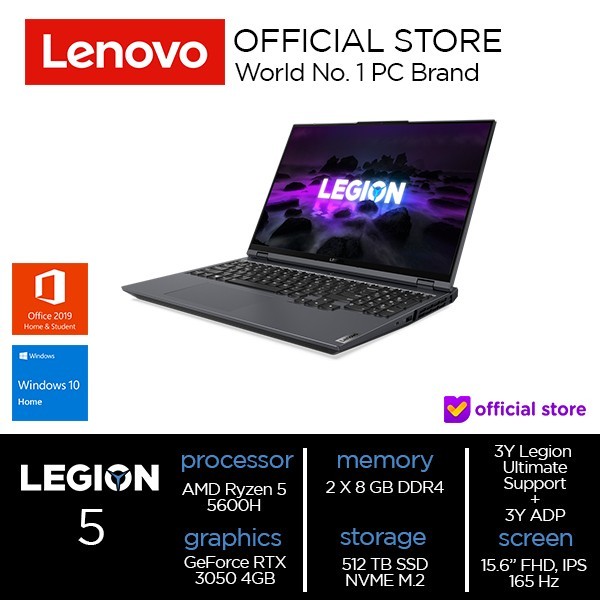 Lenovo
OFFICIAL STORE
World No. 1 PC Brand
LEGION
Office 2019
Home & Student
Windows
Windows 10
Home
official store
LEGION
5
processor
AMD Ryzen 5
5600H
graphics
GeForce RTX
3050 4GB
memory
2 X 8 GB DDR4
storage
512 TB SSD
NVME M.2
3Y Legion
Ultimate
Support
+
3Y ADP
screen
15.6” FHD, IPS
165 Hz